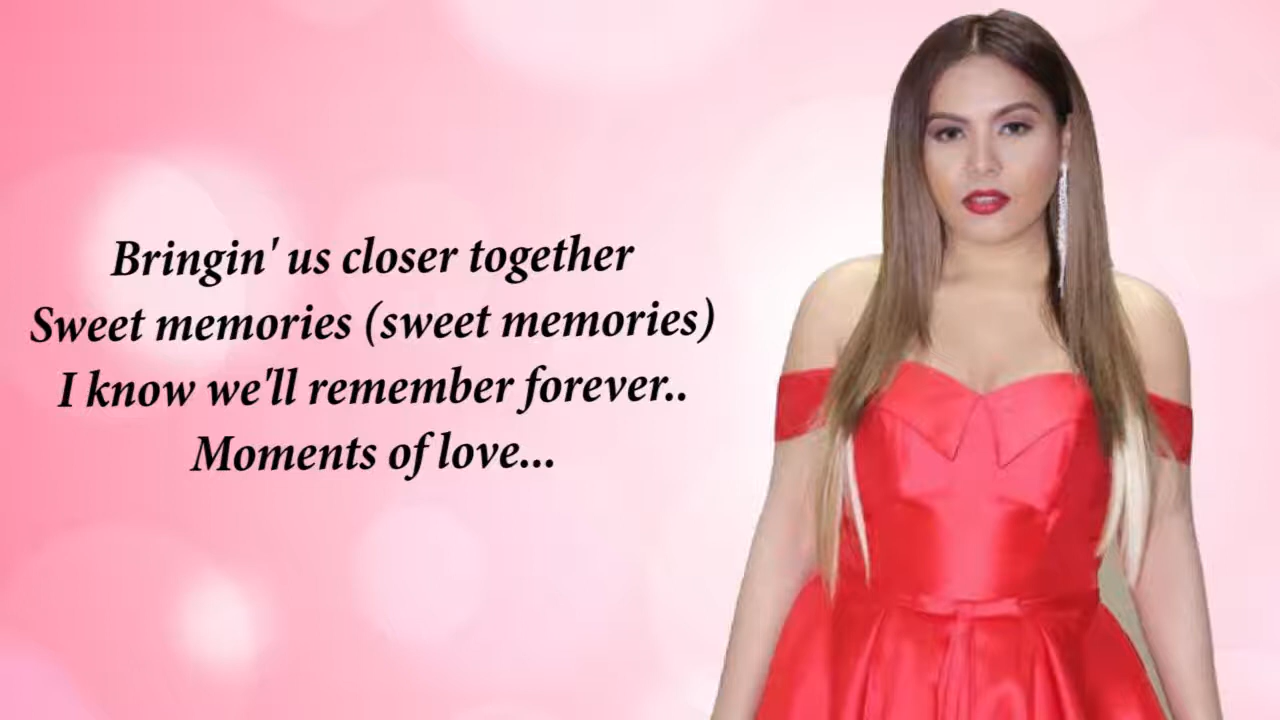 Bringin' us closer together
Sweet memories (sweet memories)
I know we'll remember forever..
Moments of love...